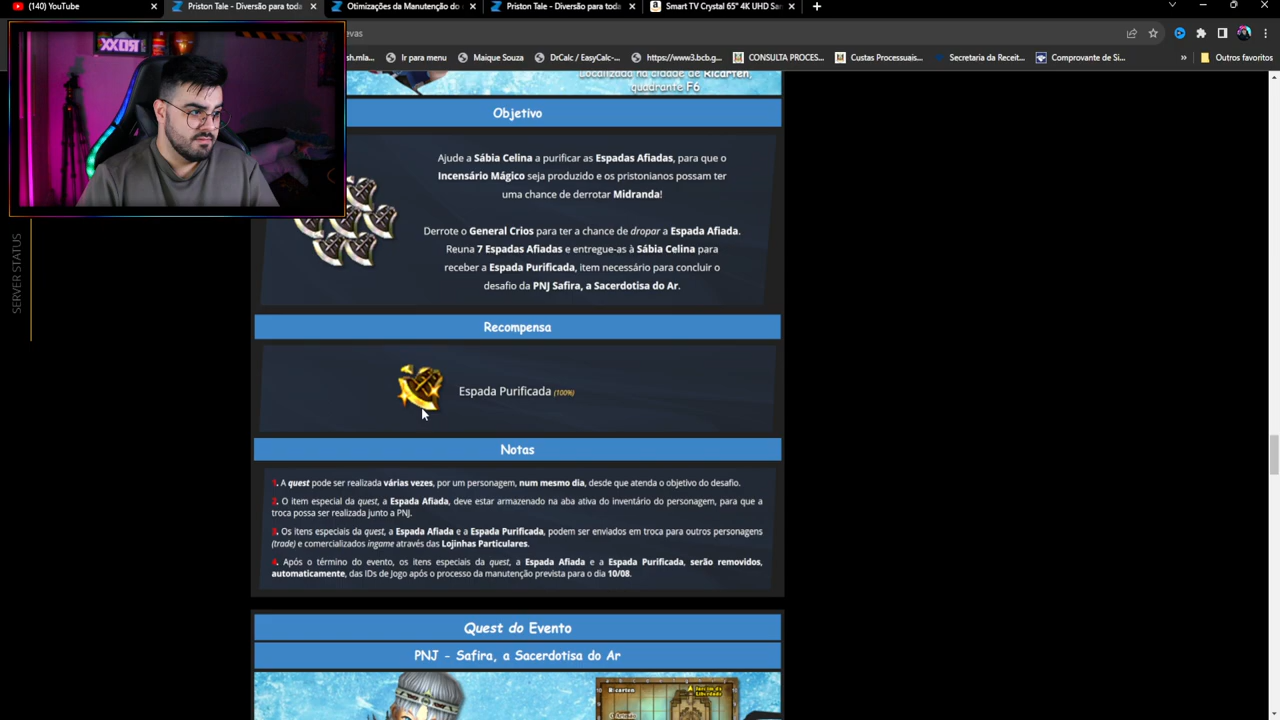 (140) YouTube
Priston Tale - Diversão para toda
Otimizações da Manutenção do
Priston Tale - Diversão para toda
Smart TV Crystal 65" 4K UHD Sam
evas
sh.mla...
Ir para menu
Maique Souza
DrCalc / EasyCalc-...
https://www3.bcb.g...
CONSULTA PROCES...
Custas Processuais...
Secretaria da Receit...
Comprovante de Si...
»
Outros favoritos
Localizada na cidade de Ricarten,
quadrante F6
Objetivo
Ajude a Sábia Celina a purificar as Espadas Afiadas, para que o
Incensário Mágico seja produzido e os pristonianos possam ter
uma chance de derrotar Midranda!
Derrote o General Crios para ter a chance de dropar a Espada Afiada.
Reuna 7 Espadas Afiadas e entregue-as à Sábia Celina para
receber a Espada Purificada, item necessário para concluir o
desafio da PNJ Safira, a Sacerdotisa do Ar.
SERVER STATUS
Recompensa
Espada Purificada (100%)
Notas
1. A quest pode ser realizada várias vezes, por um personagem, num mesmo dia, desde que atenda o objetivo do desafio.
2. O item especial da quest, a Espada Afiada, deve estar armazenado na aba ativa do inventário do personagem, para que a
troca possa ser realizada junto a PNJ.
3. Os itens especiais da quest, a Espada Afiada e a Espada Purificada, podem ser enviados em troca para outros personagens
(trade) e comercializados ingame através das Lojinhas Particulares.
4. Após o término do evento, os itens especiais da quest, a Espada Afiada e a Espada Purificada, serão removidos,
automaticamente, das IDs de Jogo após o processo da manutenção prevista para o dia 10/08.
Quest do Evento
PNJ - Safira, a Sacerdotisa do Ar
Ricarten